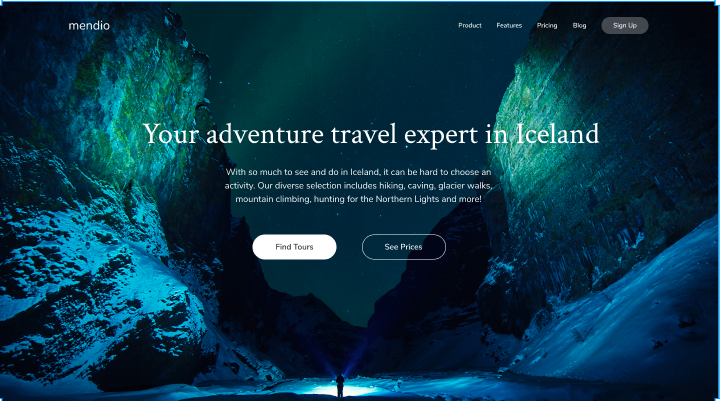 mendio
Product Features Pricing Blog Sign Up
Your adventure travel expert in Iceland
With so much to see and do in Iceland, it can be hard to choose an
activity. Our diverse selection includes hiking, caving, glacier walks,
mountain climbing, hunting for the Northern Lights and more!
Find Tours See Prices